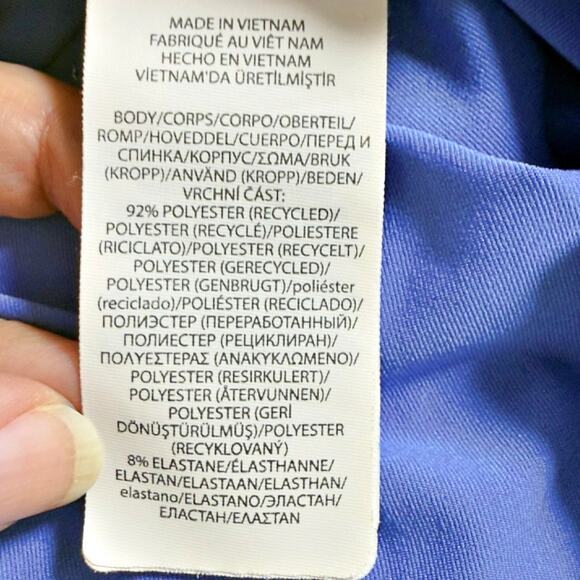 MADE IN VIETNAM
FABRIQUÉ AU VIÊT NAM
HECHO EN VIETNAM
VİETNAM'DA ÜRETİLMİŞTİR
BODY/CORPS/CORPO/OBERTEIL/
ROMP/HOVEDDEL/CUERPO/ПЕРЕД И
СПИНКА/КОРПУС/ΣΩΜΑ/BRUK
(KROPP)/ANVÄND (KROPP)/BEDEN/
VRCHNÍ ČÁST:
92% POLYESTER (RECYCLED)/
POLYESTER (RECYCLÉ)/POLIESTERE
(RICICLATO)/POLYESTER (RECYCELT)/
POLYESTER (GERECYCLED)/
POLYESTER (GENBRUGT)/poliéster
(reciclado)/POLIÉSTER (RECICLADO)/
ПОЛИЭСТЕР (ПЕРЕРАБОТАННЫЙ)/
ПОЛИЕСТЕР (РЕЦИКЛИРАН)/
ΠΟΛΥΕΣΤΕΡΑΣ (ΑΝΑΚΥΚΛΩΜΕΝΟ)/
POLYESTER (RESIRKULERT)/
POLYESTER (ÅTERVUNNEN)/
POLYESTER (GERİ
DÖNÜŞTÜRÜLMÜŞ)/POLYESTER
(RECYKLOVANÝ)
8% ELASTANE/ÉLASTHANNE/
ELASTAN/ELASTAAN/ELASTHAN/
elastano/ELASTANO/ЭЛАСТАН/
ЕЛАСТАН/ΕΛΑΣΤΑΝ